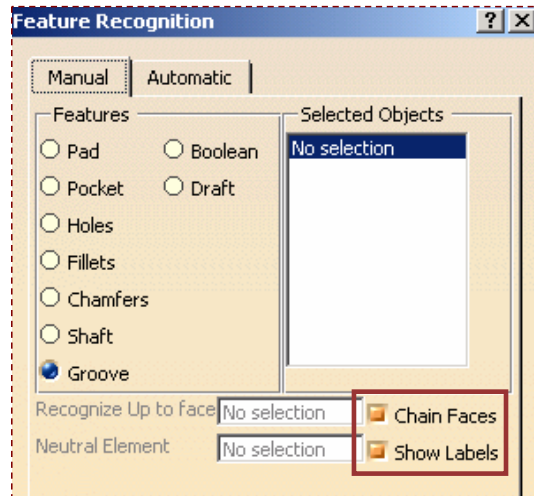 Feature Recognition
Manual Automatic
Features
Pad Boolean
Pocket Draft
Holes
Fillets
Chamfers
Shaft
Groove
Selected Objects
No selection
Recognize Up to face No selection Chain Faces
Neutral Element No selection Show Labels